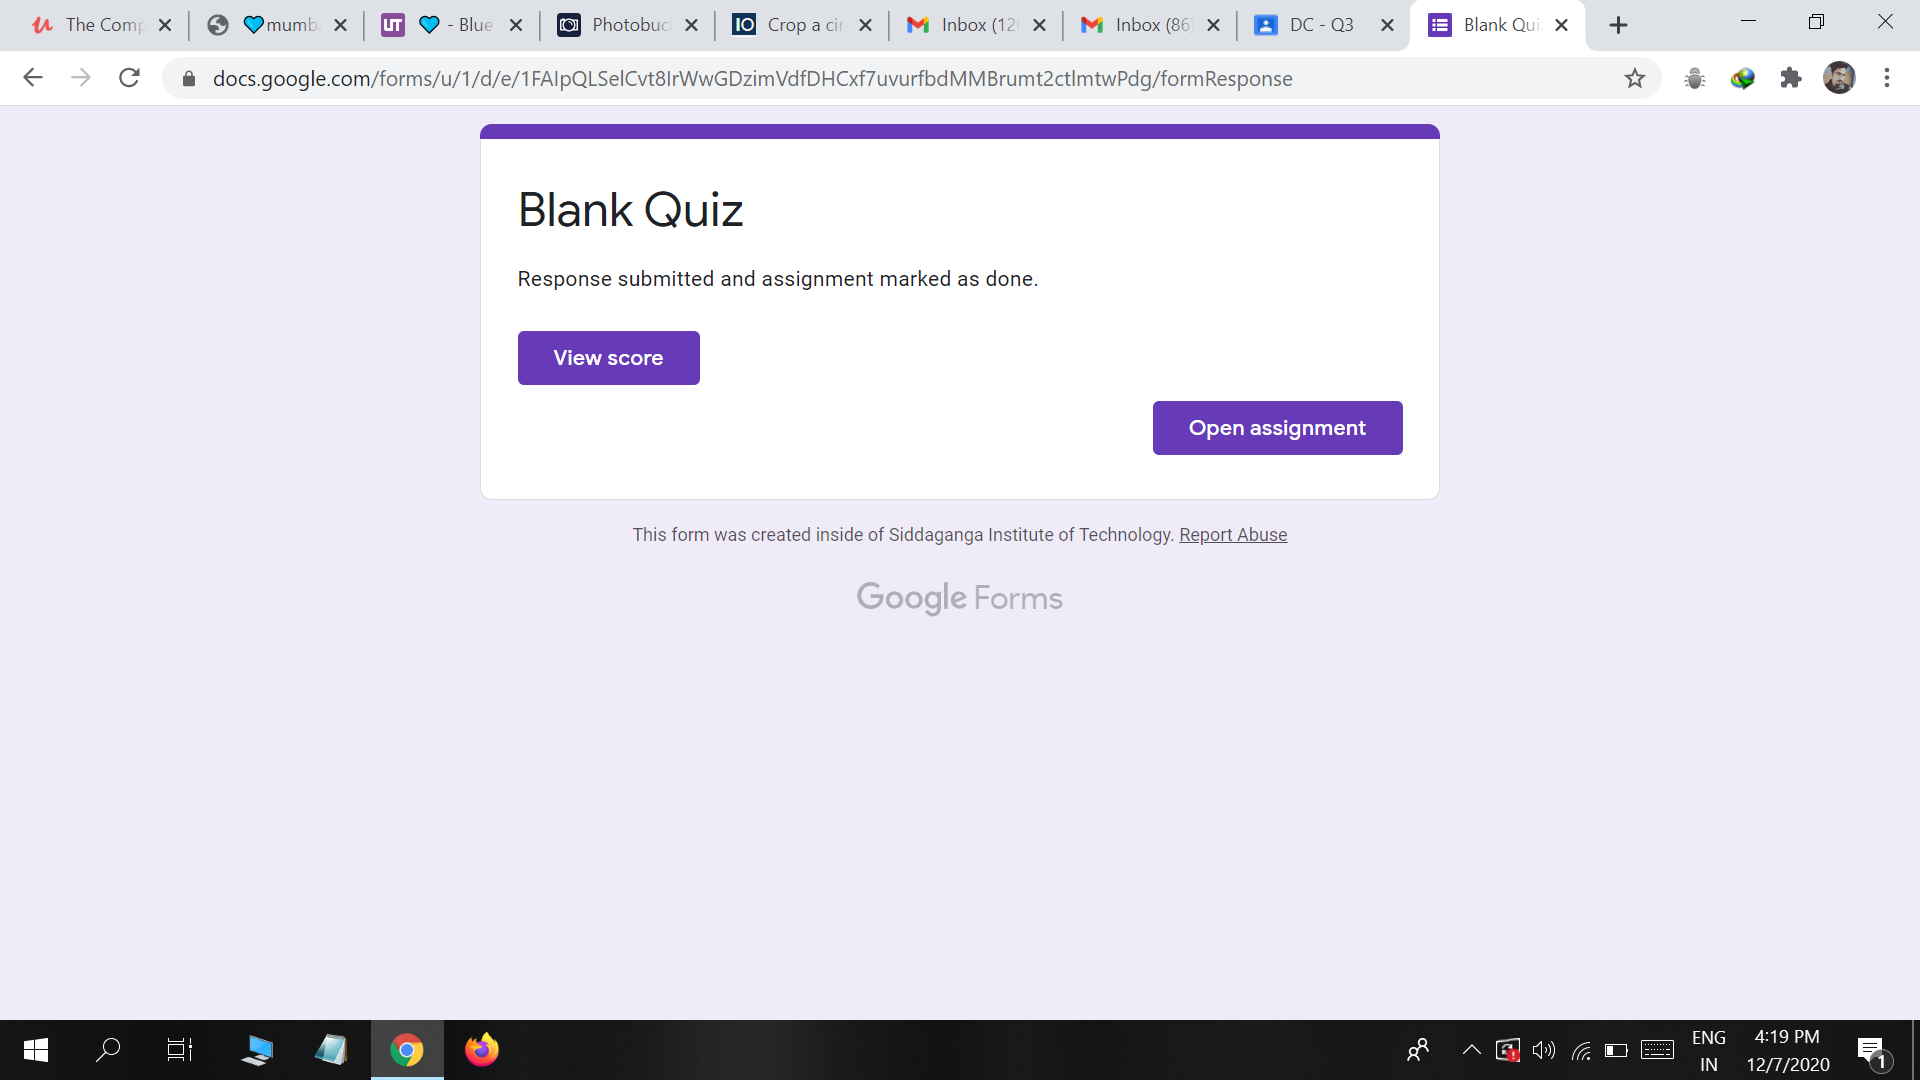 The Comp
mumb
UT
- Blue
Photobuc
IO
Crop a cir
Inbox (12
Inbox (86)
DC - Q3
Blank Qui
docs.google.com/forms/u/1/d/e/1FAIpQLSelCvt8IrWwGDzimVdfDHCxf7uvurfbdMMBrumt2ctlmtwPdg/formResponse
Blank Quiz
Response submitted and assignment marked as done.
View score
Open assignment
This form was created inside of Siddaganga Institute of Technology. Report Abuse
Google Forms
ENG
IN
4:19 PM
12/7/2020
1